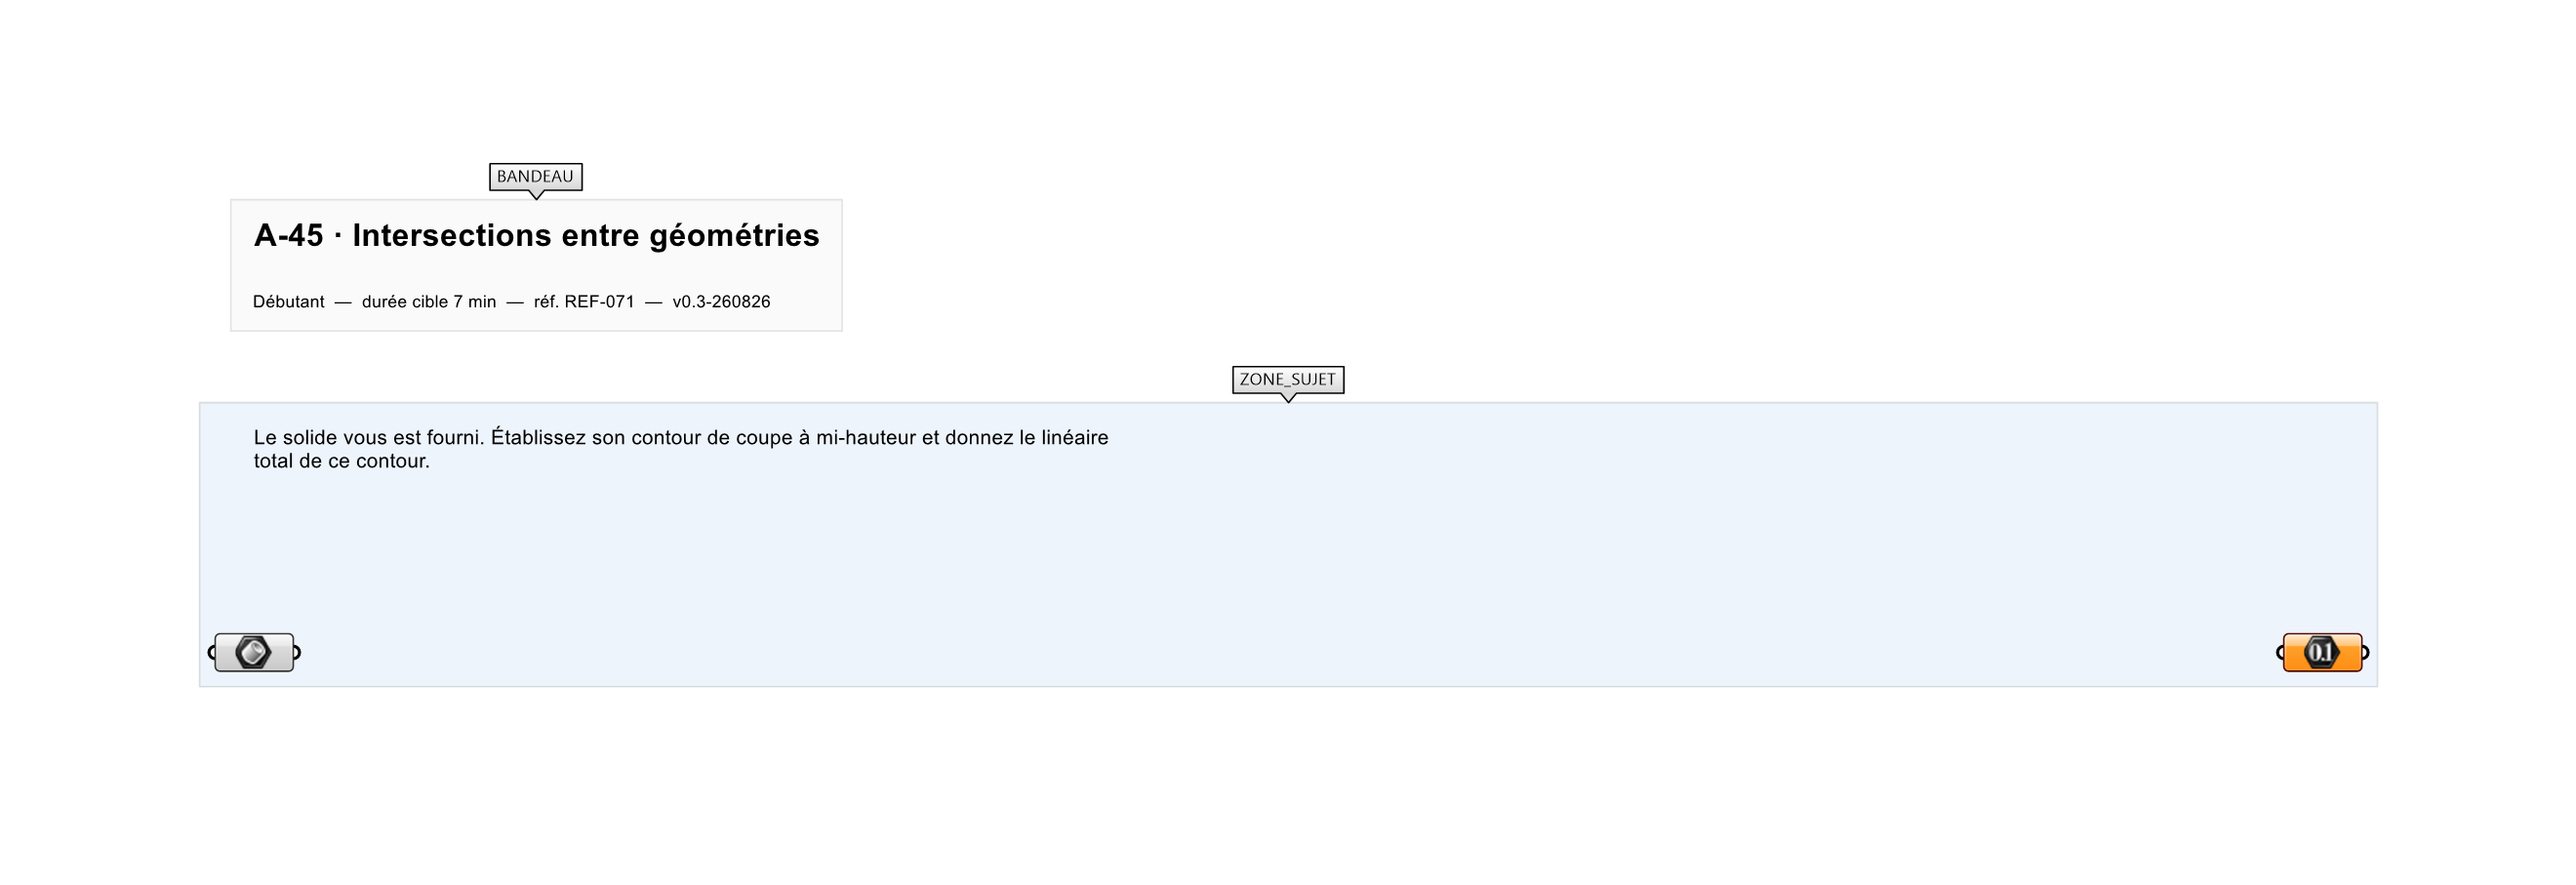 BANDEAU
A-45 · Intersections entre géométries
Débutant — durée cible 7 min — réf. REF-071 — v0.3-260826
ZONE_SUJET
Le solide vous est fourni. Établissez son contour de coupe à mi-hauteur et donnez le linéaire
total de ce contour.
0.1